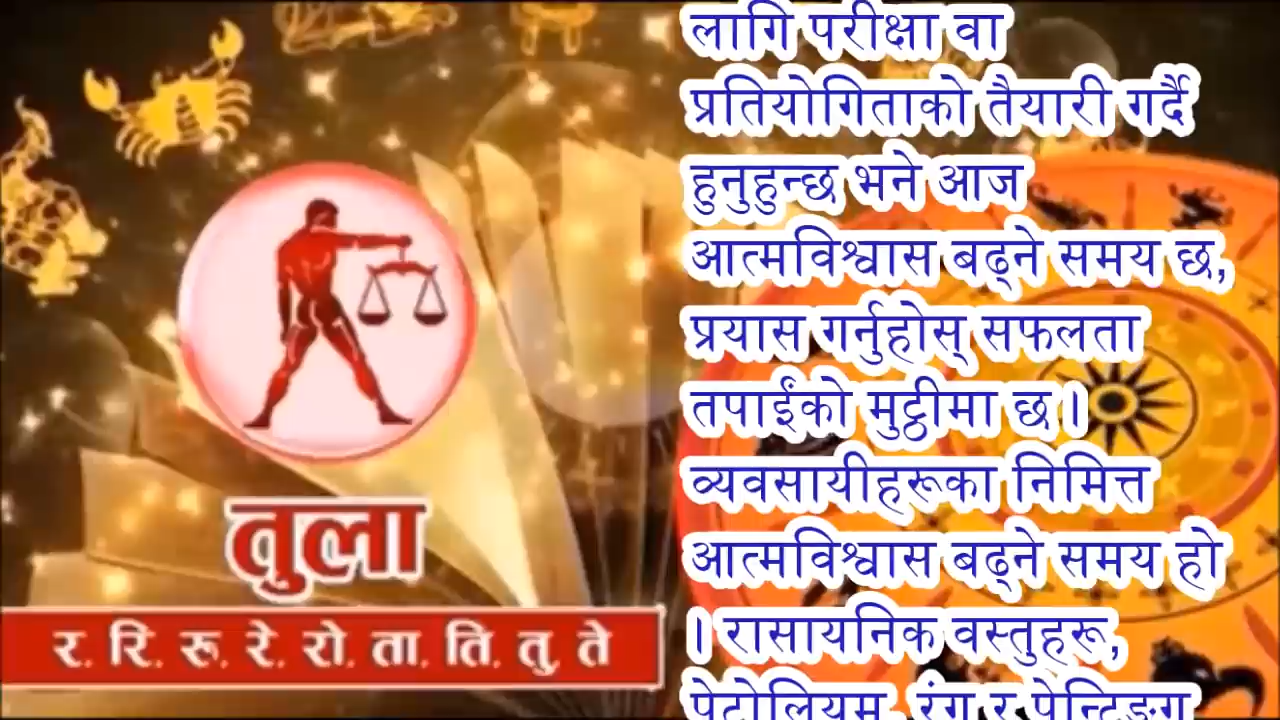 लागि परीक्षा वा
प्रतियोगिताको तैयारी गर्दै
हुनुहुन्छ भने आज
आत्मविश्वास बढ्ने समय छ,
प्रयास गर्नुहोस् सफलता
तपाईंको मुट्ठीमा छ ।
व्यवसायीहरूका निमित्त
आत्मविश्वास बढ्ने समय हो
। रासायनिक वस्तुहरू,
पेट्रोलियम, रंग र पेन्टिङ्ग
तुला
र. रि. रू. रे. रो. ता. ति. तु. ते